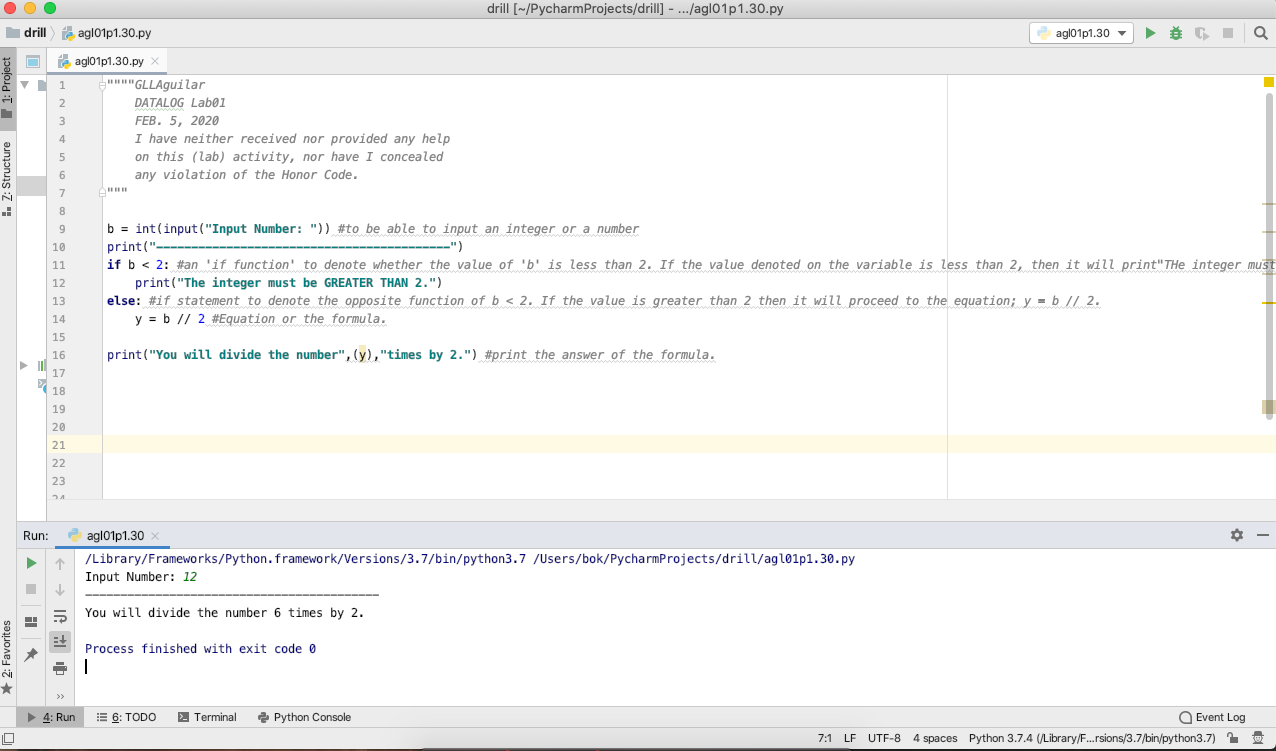 drill [~/PycharmProjects/drill] - .../agl01p1.30.py
drill agl01p1.30.py agl01p1.30
1: Project
agl01p1.30.py
1 """"GLLAguilar
2 DATALOG Lab01
3 FEB. 5, 2020
4 I have neither received nor provided any help
5 on this (lab) activity, nor have I concealed
6 any violation of the Honor Code.
7 """
8
9 b = int(input("Input Number: ")) #to be able to input an integer or a number
10 print("------------------------------------------")
11 if b < 2: #an 'if function' to denote whether the value of 'b' is less than 2. If the value denoted on the variable is less than 2, then it will print"THe integer must
12 print("The integer must be GREATER THAN 2.")
13 else: #if statement to denote the opposite function of b < 2. If the value is greater than 2 then it will proceed to the equation; y = b // 2.
14 y = b // 2 #Equation or the formula.
15
16 print("You will divide the number",(y),"times by 2.") #print the answer of the formula.
17
18
19
20
21
22
23
24
Z: Structure
Run: agl01p1.30
/Library/Frameworks/Python.framework/Versions/3.7/bin/python3.7 /Users/bok/PycharmProjects/drill/agl01p1.30.py
Input Number: 12
------------------------------------------
You will divide the number 6 times by 2.
Process finished with exit code 0
2: Favorites
4: Run 6: TODO Terminal Python Console Event Log
7:1 LF UTF-8 4 spaces Python 3.7.4 (/Library/F...rsions/3.7/bin/python3.7)